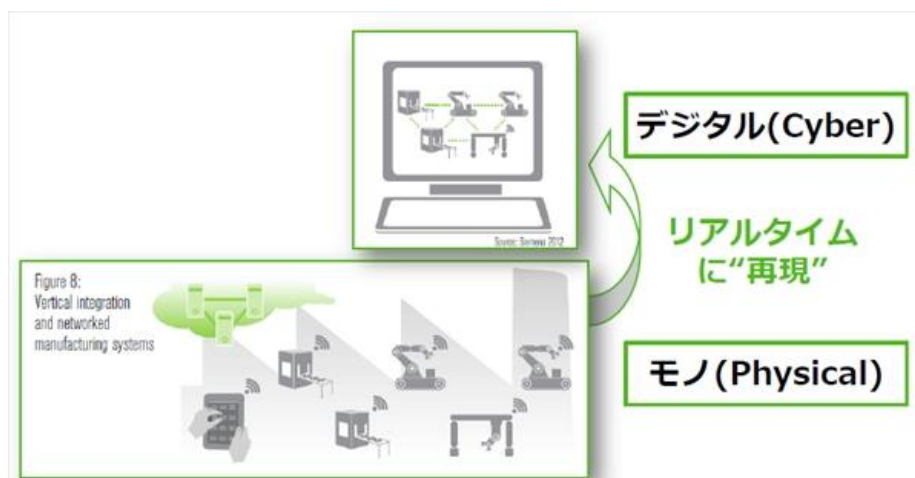 Source: Siemens 2012
デジタル(Cyber)
リアルタイム
に“再現”
Figure 8:
Vertical integration
and networked
manufacturing systems
モノ(Physical)